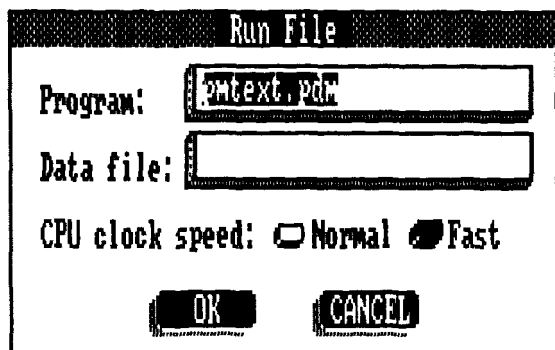 Run File
Program: pmtext.pdm
Data file:
CPU clock speed: Normal Fast
OK CANCEL